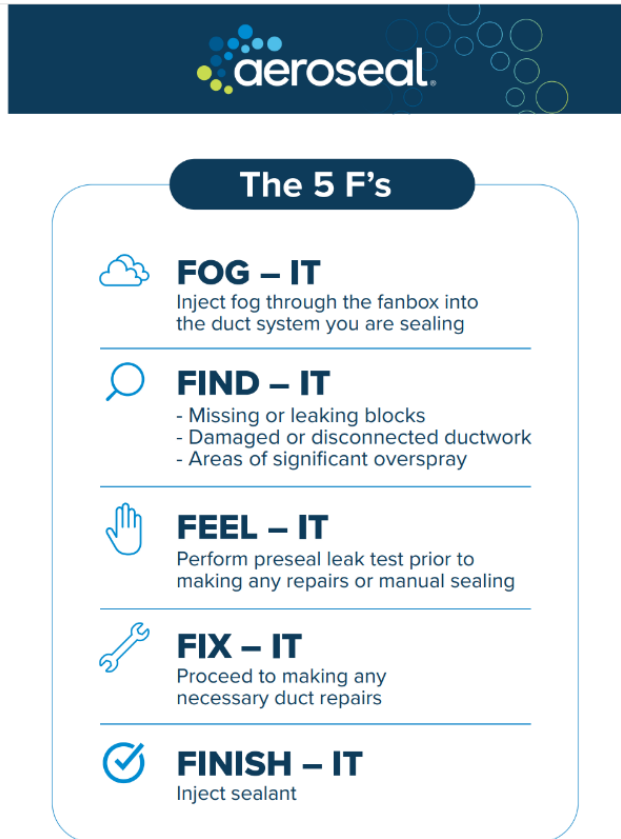 aeroseal
The 5 F's
FOG – IT
Inject fog through the fanbox into
the duct system you are sealing
FIND – IT
- Missing or leaking blocks
- Damaged or disconnected ductwork
- Areas of significant overspray
FEEL – IT
Perform preseal leak test prior to
making any repairs or manual sealing
FIX – IT
Proceed to making any
necessary duct repairs
FINISH – IT
Inject sealant